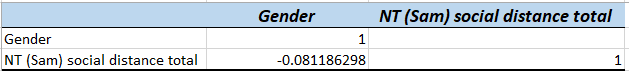 Gender NT (Sam) social distance total
Gender 1
NT (Sam) social distance total -0.081186298 1